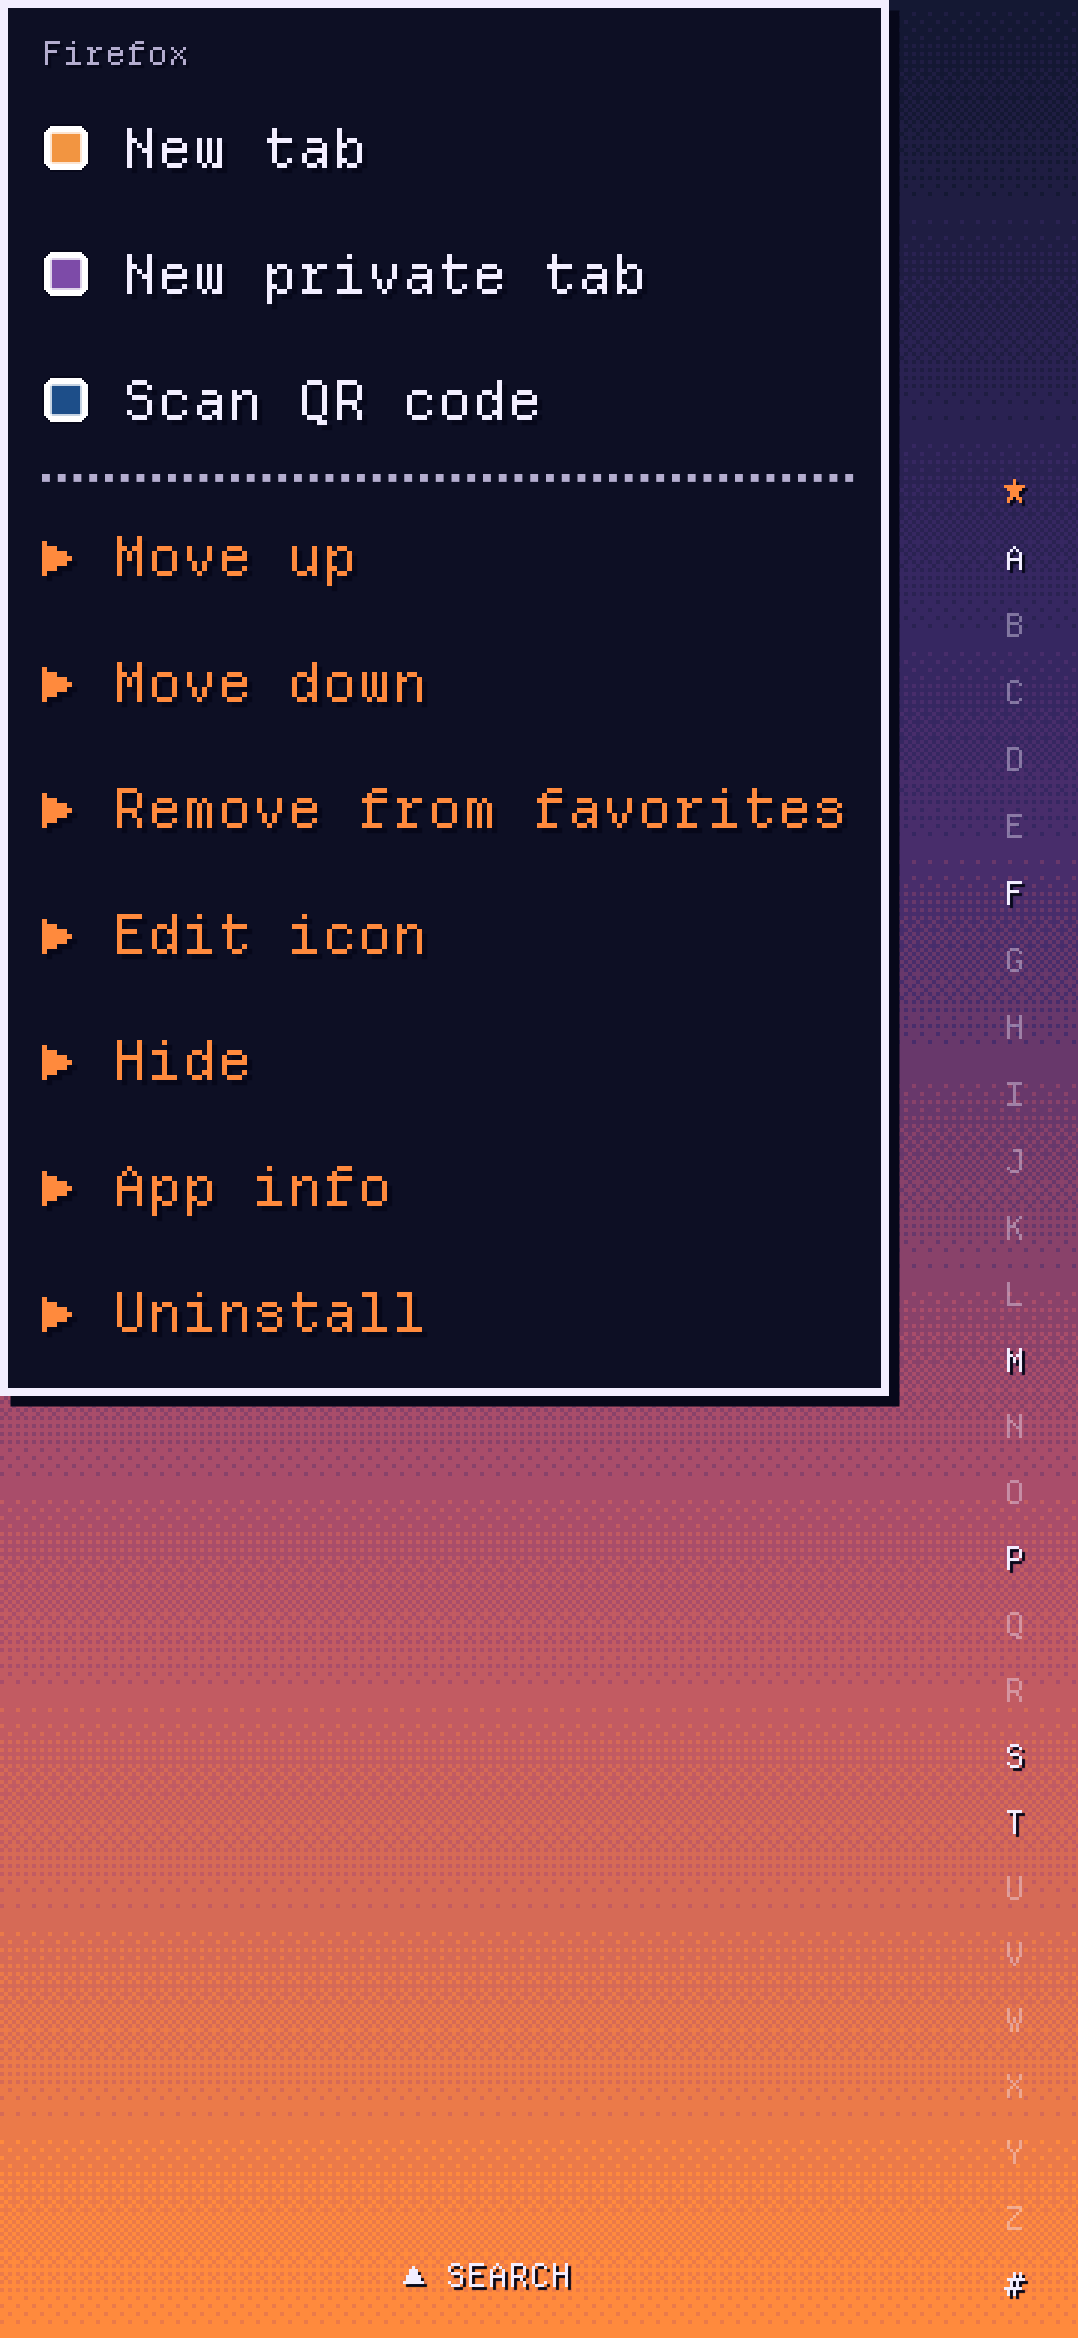 Firefox
New tab
New private tab
Scan QR code
▶ Move up
▶ Move down
▶ Remove from favorites
▶ Edit icon
▶ Hide
▶ App info
▶ Uninstall
★
A
B
C
D
E
F
G
H
I
J
K
L
M
N
O
P
Q
R
S
T
U
V
W
X
Y
Z
#
▲ SEARCH